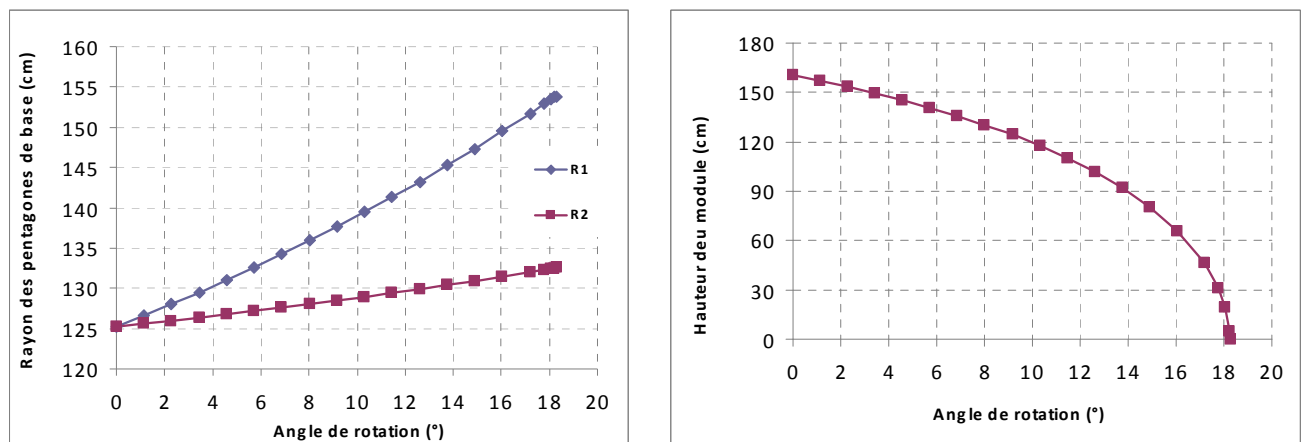 Rayon des pentagones de base (cm)
160
155
150
145
140
135
130
125
120
0 2 4 6 8 10 12 14 16 18 20
Angle de rotation (°)
R1
R2
Hauteur deu module (cm)
180
150
120
90
60
30
0
0 2 4 6 8 10 12 14 16 18 20
Angle de rotation (°)